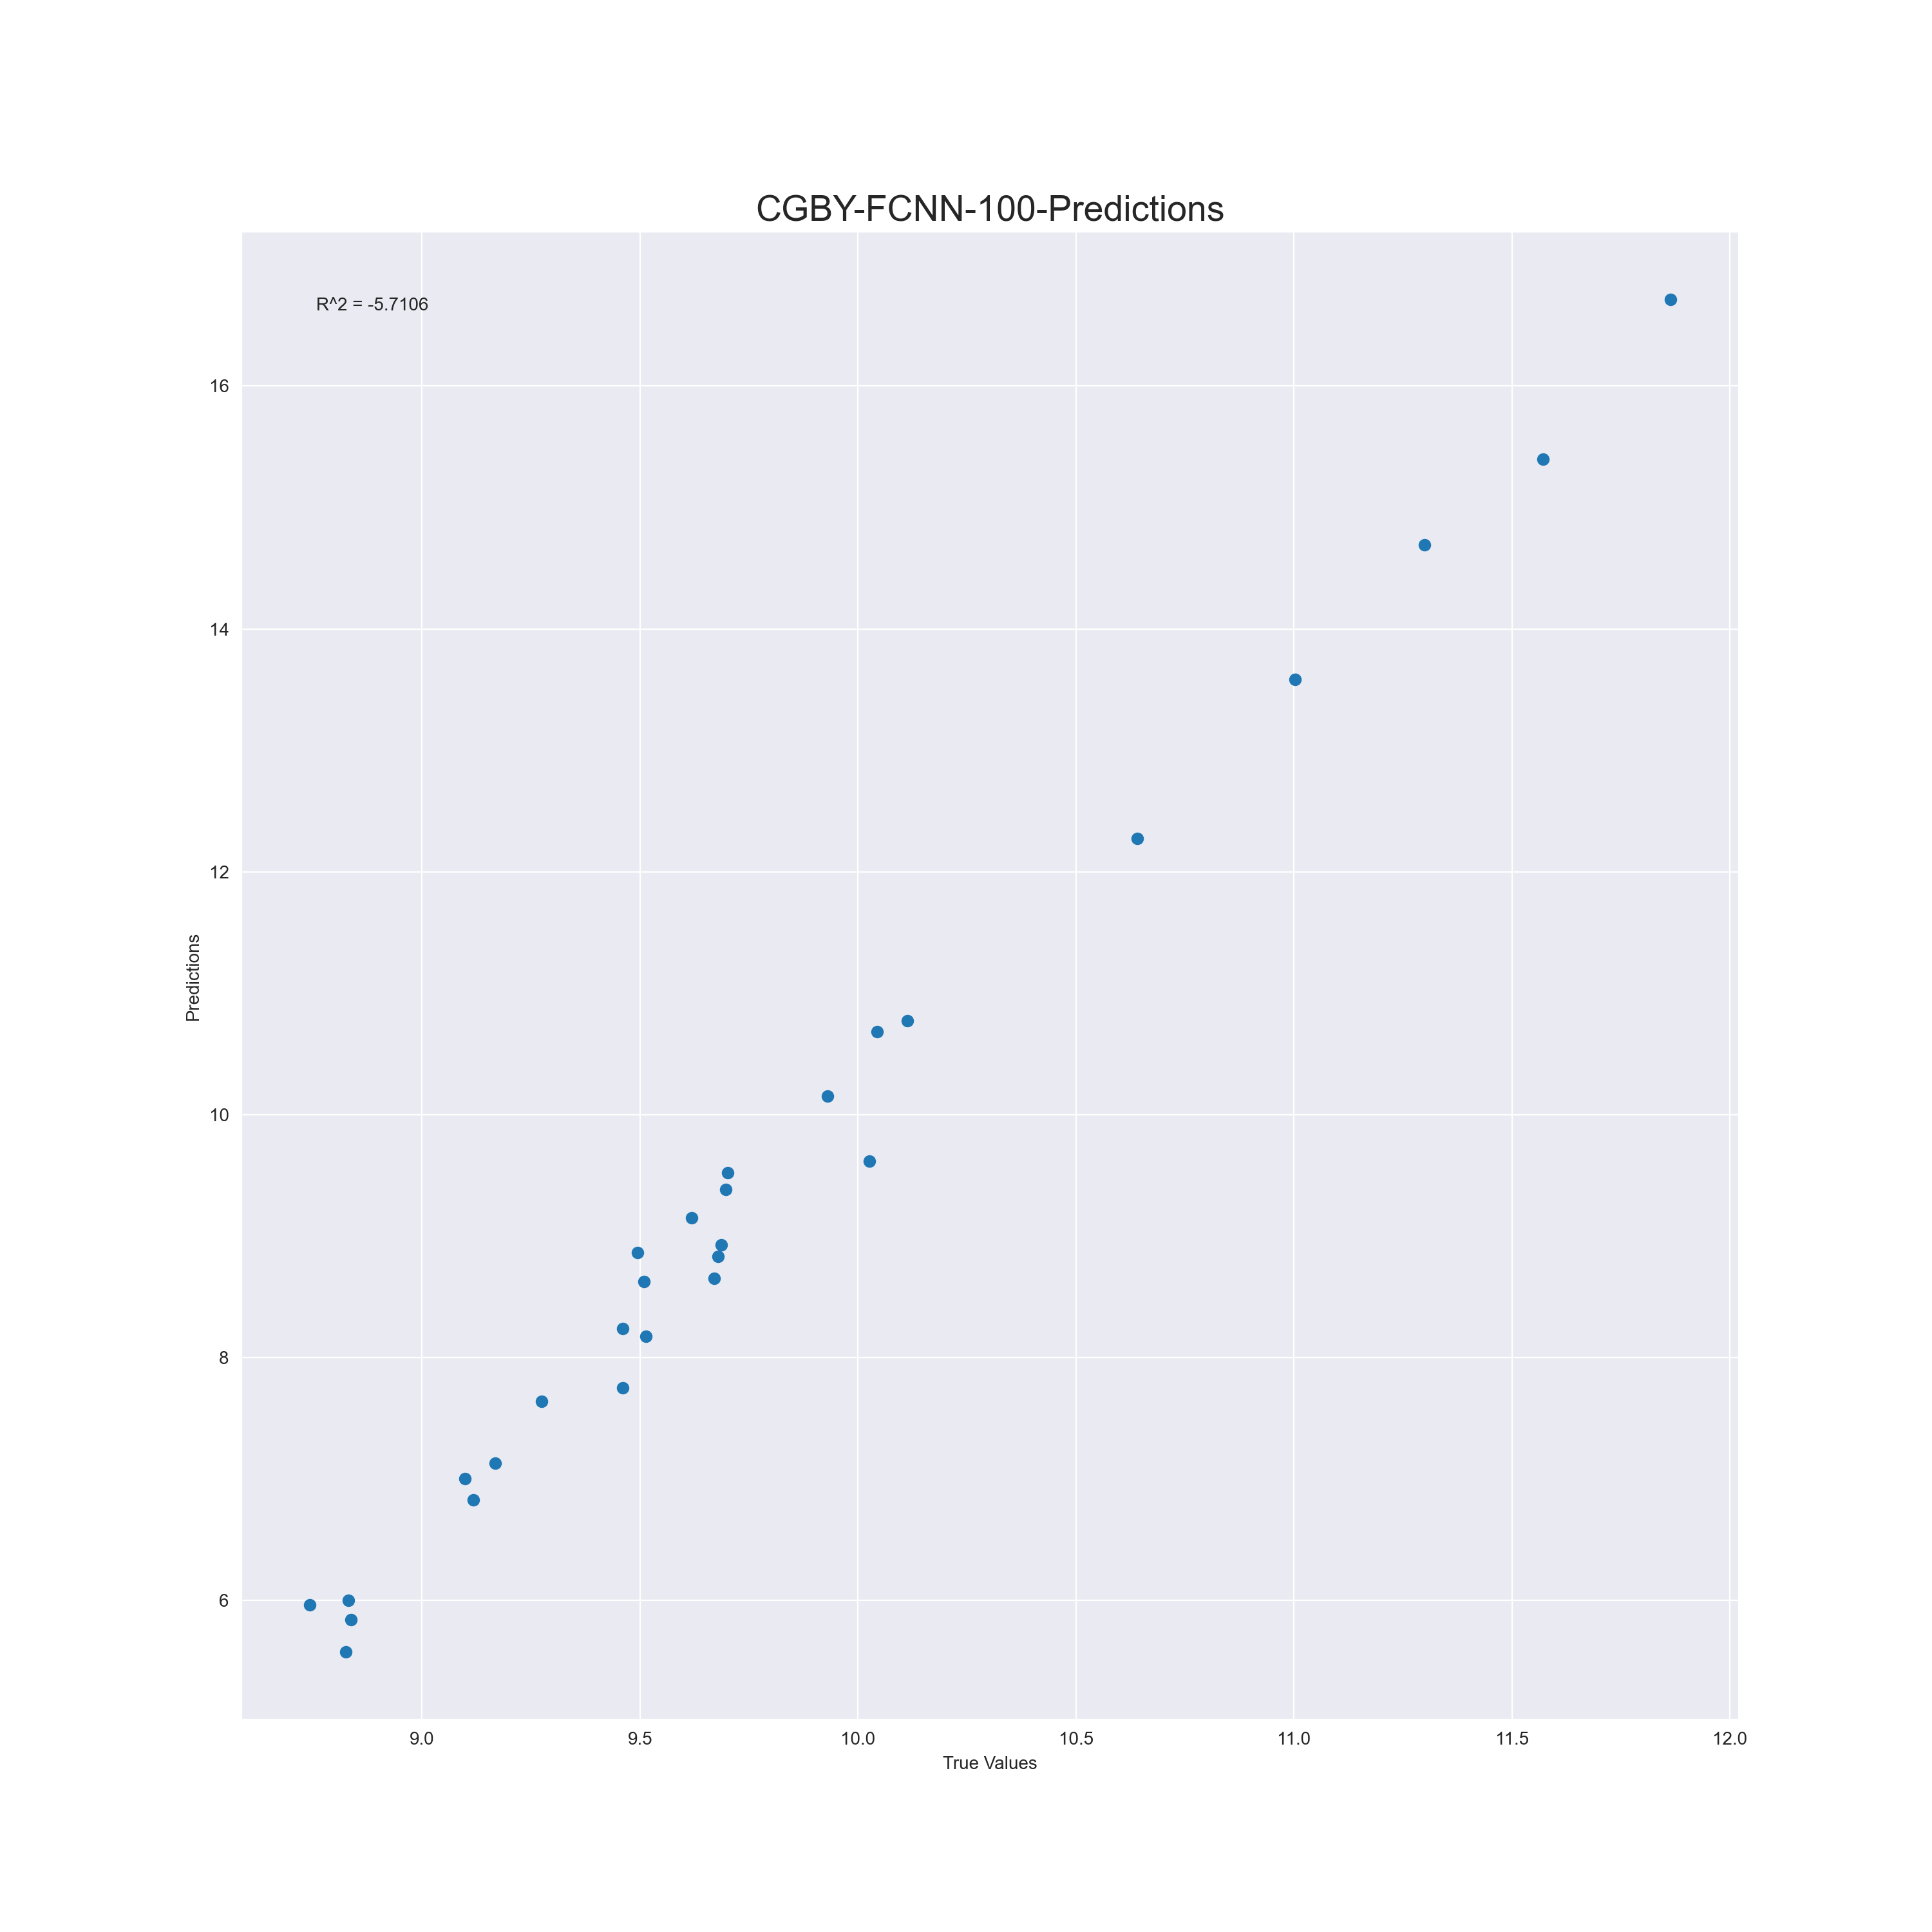 CGBY-FCNN-100-Predictions
R^2 = -5.7106
16
14
12
10
8
6
Predictions
9.0 9.5 10.0 10.5 11.0 11.5 12.0
True Values